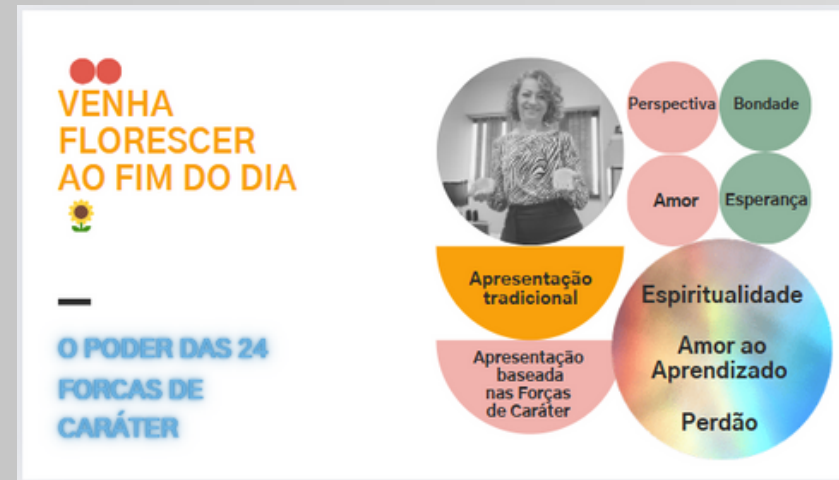 VENHA
FLORESCER
AO FIM DO DIA
O PODER DAS 24
FORCAS DE
CARÁTER
Perspectiva
Bondade
Amor
Esperança
Apresentação
tradicional
Apresentação
baseada
nas Forças
de Caráter
Espiritualidade
Amor ao
Aprendizado
Perdão